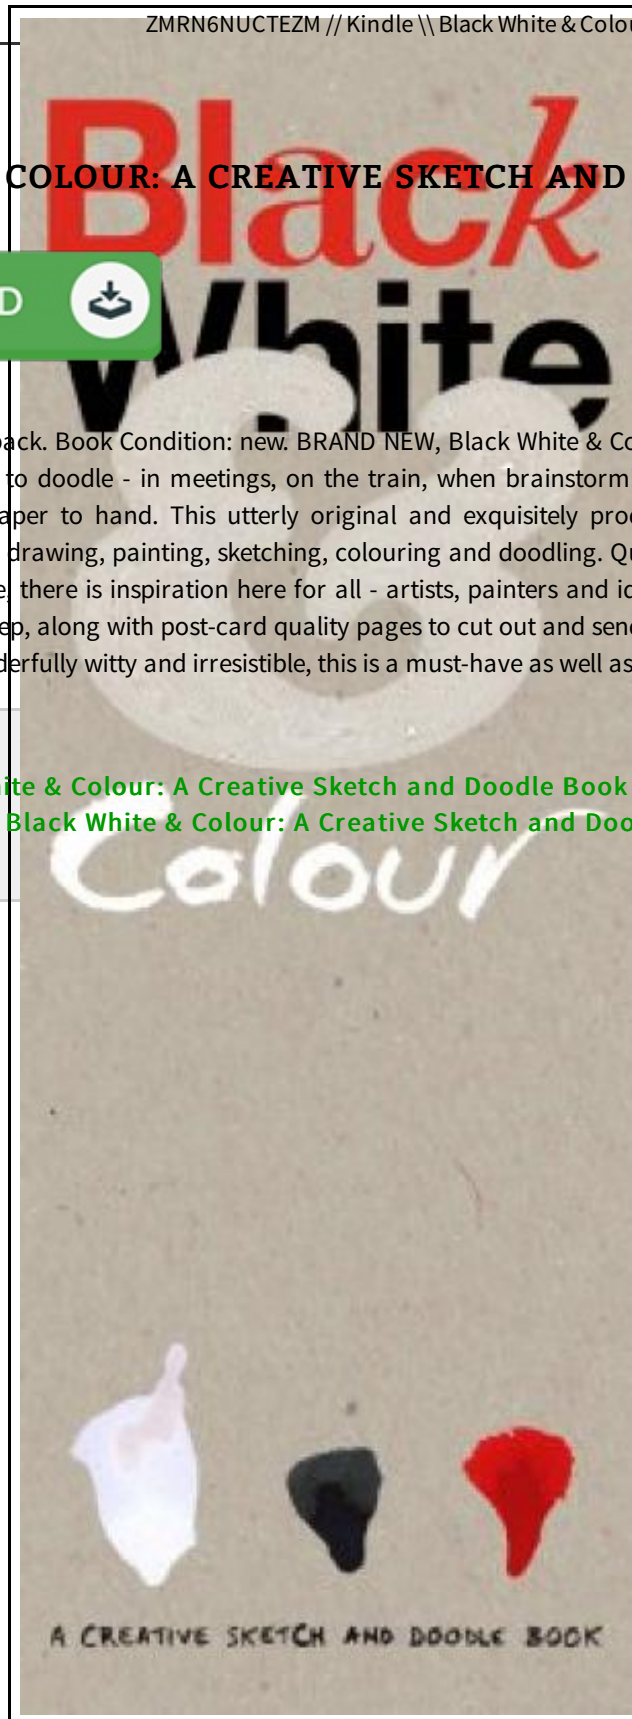 ZMRN6NUCTEZM // Kindle \\ Black White & Colou
Black
COLOUR: A CREATIVE SKETCH AND
D
White
&
ack. Book Condition: new. BRAND NEW, Black White & Co
to doodle - in meetings, on the train, when brainstorm
aper to hand. This utterly original and exquisitely pro
drawing, painting, sketching, colouring and doodling. Qu
e, there is inspiration here for all - artists, painters and id
ep, along with post-card quality pages to cut out and send
derfully witty and irresistible, this is a must-have as well as
ite & Colour: A Creative Sketch and Doodle Book
Black White & Colour: A Creative Sketch and Doo
Colour
A CREATIVE SKETCH AND DOODLE BOOK